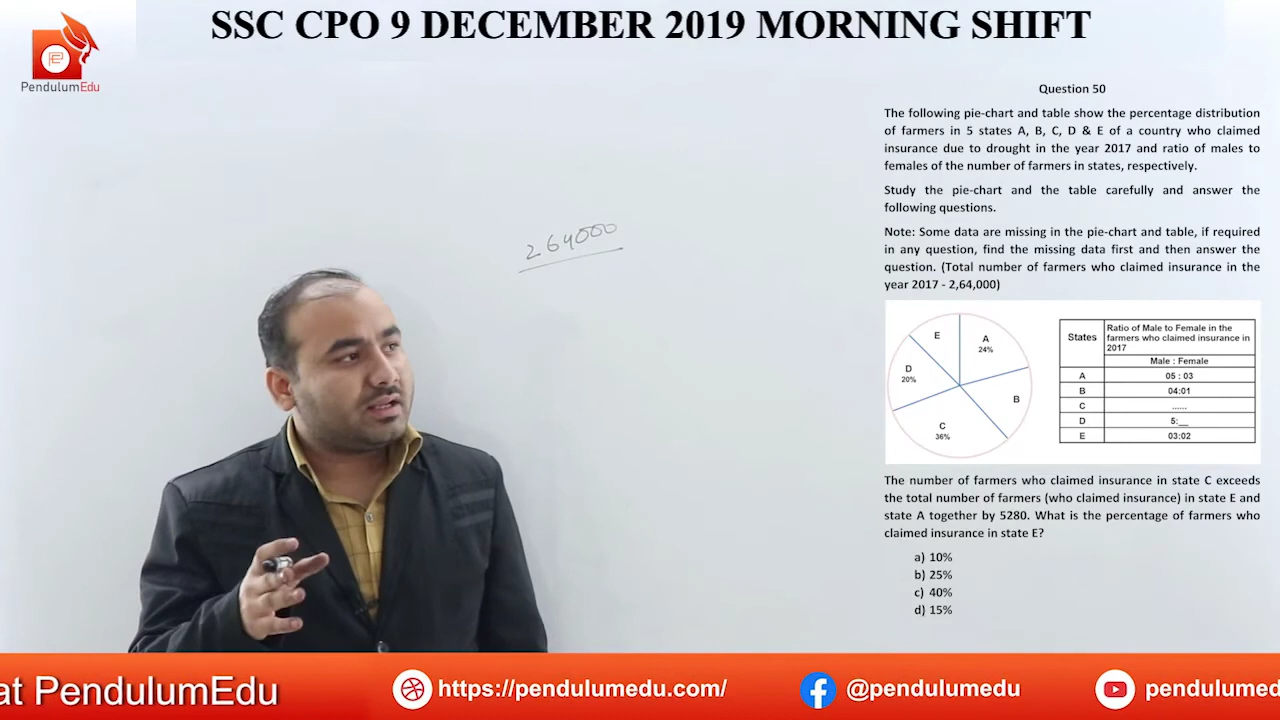 SSC CPO 9 DECEMBER 2019 MORNING SHIFT
PendulumEdu
Question 50
The following pie-chart and table show the percentage distribution
of farmers in 5 states A, B, C, D & E of a country who claimed
insurance due to drought in the year 2017 and ratio of males to
females of the number of farmers in states, respectively.
Study the pie-chart and the table carefully and answer the
following questions.
Note: Some data are missing in the pie-chart and table, if required
in any question, find the missing data first and then answer the
question. (Total number of farmers who claimed insurance in the
year 2017 - 2,64,000)
264000
E
A
24%
D
20%
B
C
36%
States
Ratio of Male to Female in the
farmers who claimed insurance in
2017
Male : Female
A 05 : 03
B 04:01
C ......
D 5:__
E 03:02
The number of farmers who claimed insurance in state C exceeds
the total number of farmers (who claimed insurance) in state E and
state A together by 5280. What is the percentage of farmers who
claimed insurance in state E?
a) 10%
b) 25%
c) 40%
d) 15%
at PendulumEdu
https://pendulumedu.com/
@pendulumedu
pendulumed